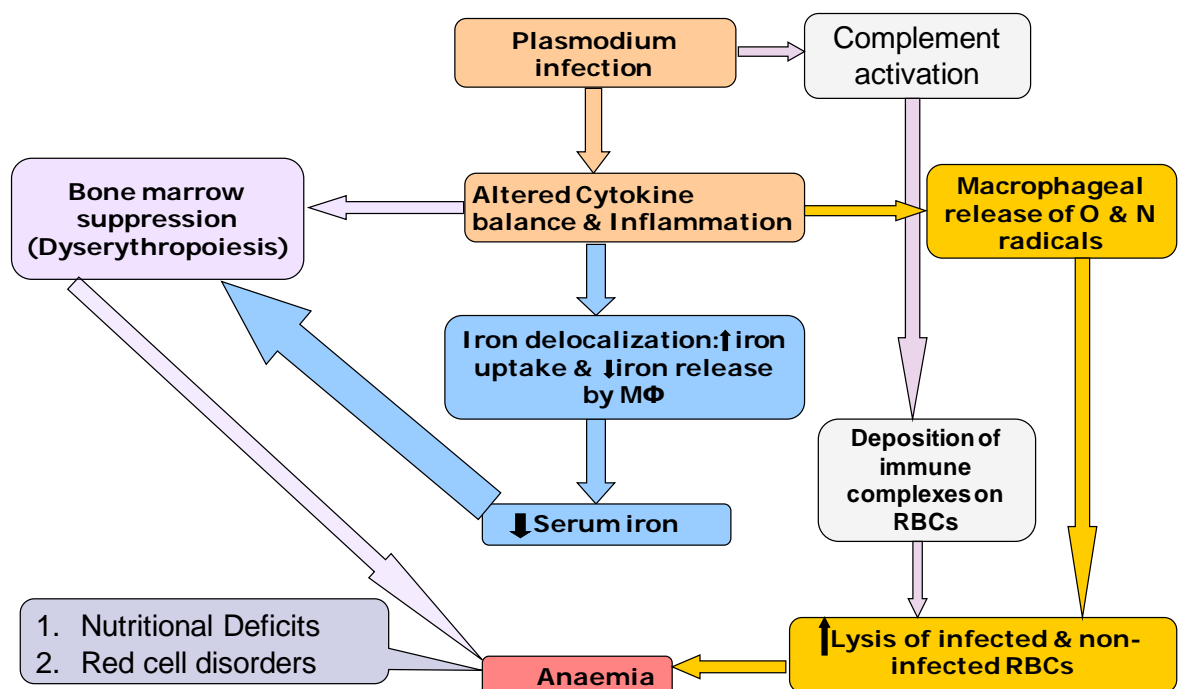 Plasmodium
infection
Complement
activation
Bone marrow
suppression
(Dyserythropoiesis)
Altered Cytokine
balance & Inflammation
Macrophageal
release of O & N
radicals
Iron delocalization:⬆iron
uptake & ⬇iron release
by MΦ
Deposition of
immune
complexes on
RBCs
⬇Serum iron
1. Nutritional Deficits
2. Red cell disorders
⬆Lysis of infected & non-
infected RBCs
Anaemia